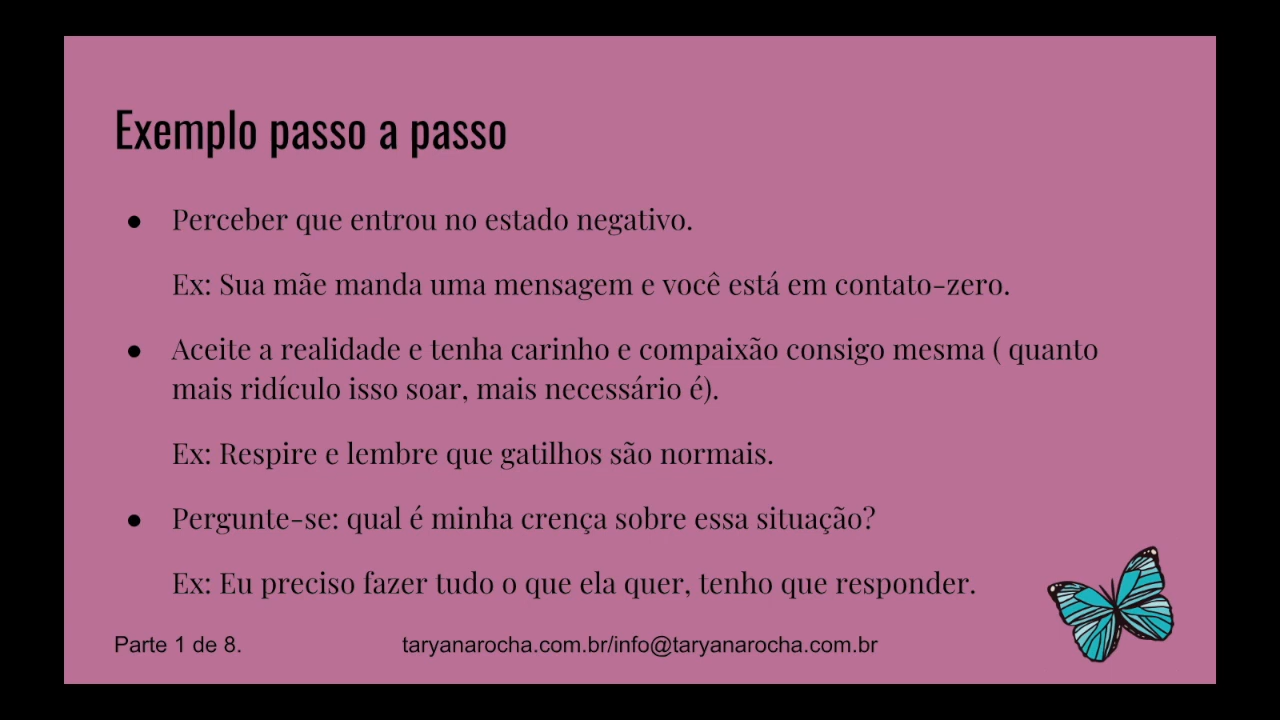 Exemplo passo a passo
● Perceber que entrou no estado negativo.
Ex: Sua mãe manda uma mensagem e você está em contato-zero.
● Aceite a realidade e tenha carinho e compaixão consigo mesma ( quanto
mais ridículo isso soar, mais necessário é).
Ex: Respire e lembre que gatilhos são normais.
● Pergunte-se: qual é minha crença sobre essa situação?
Ex: Eu preciso fazer tudo o que ela quer, tenho que responder.
Parte 1 de 8. taryanarocha.com.br/info@taryanarocha.com.br